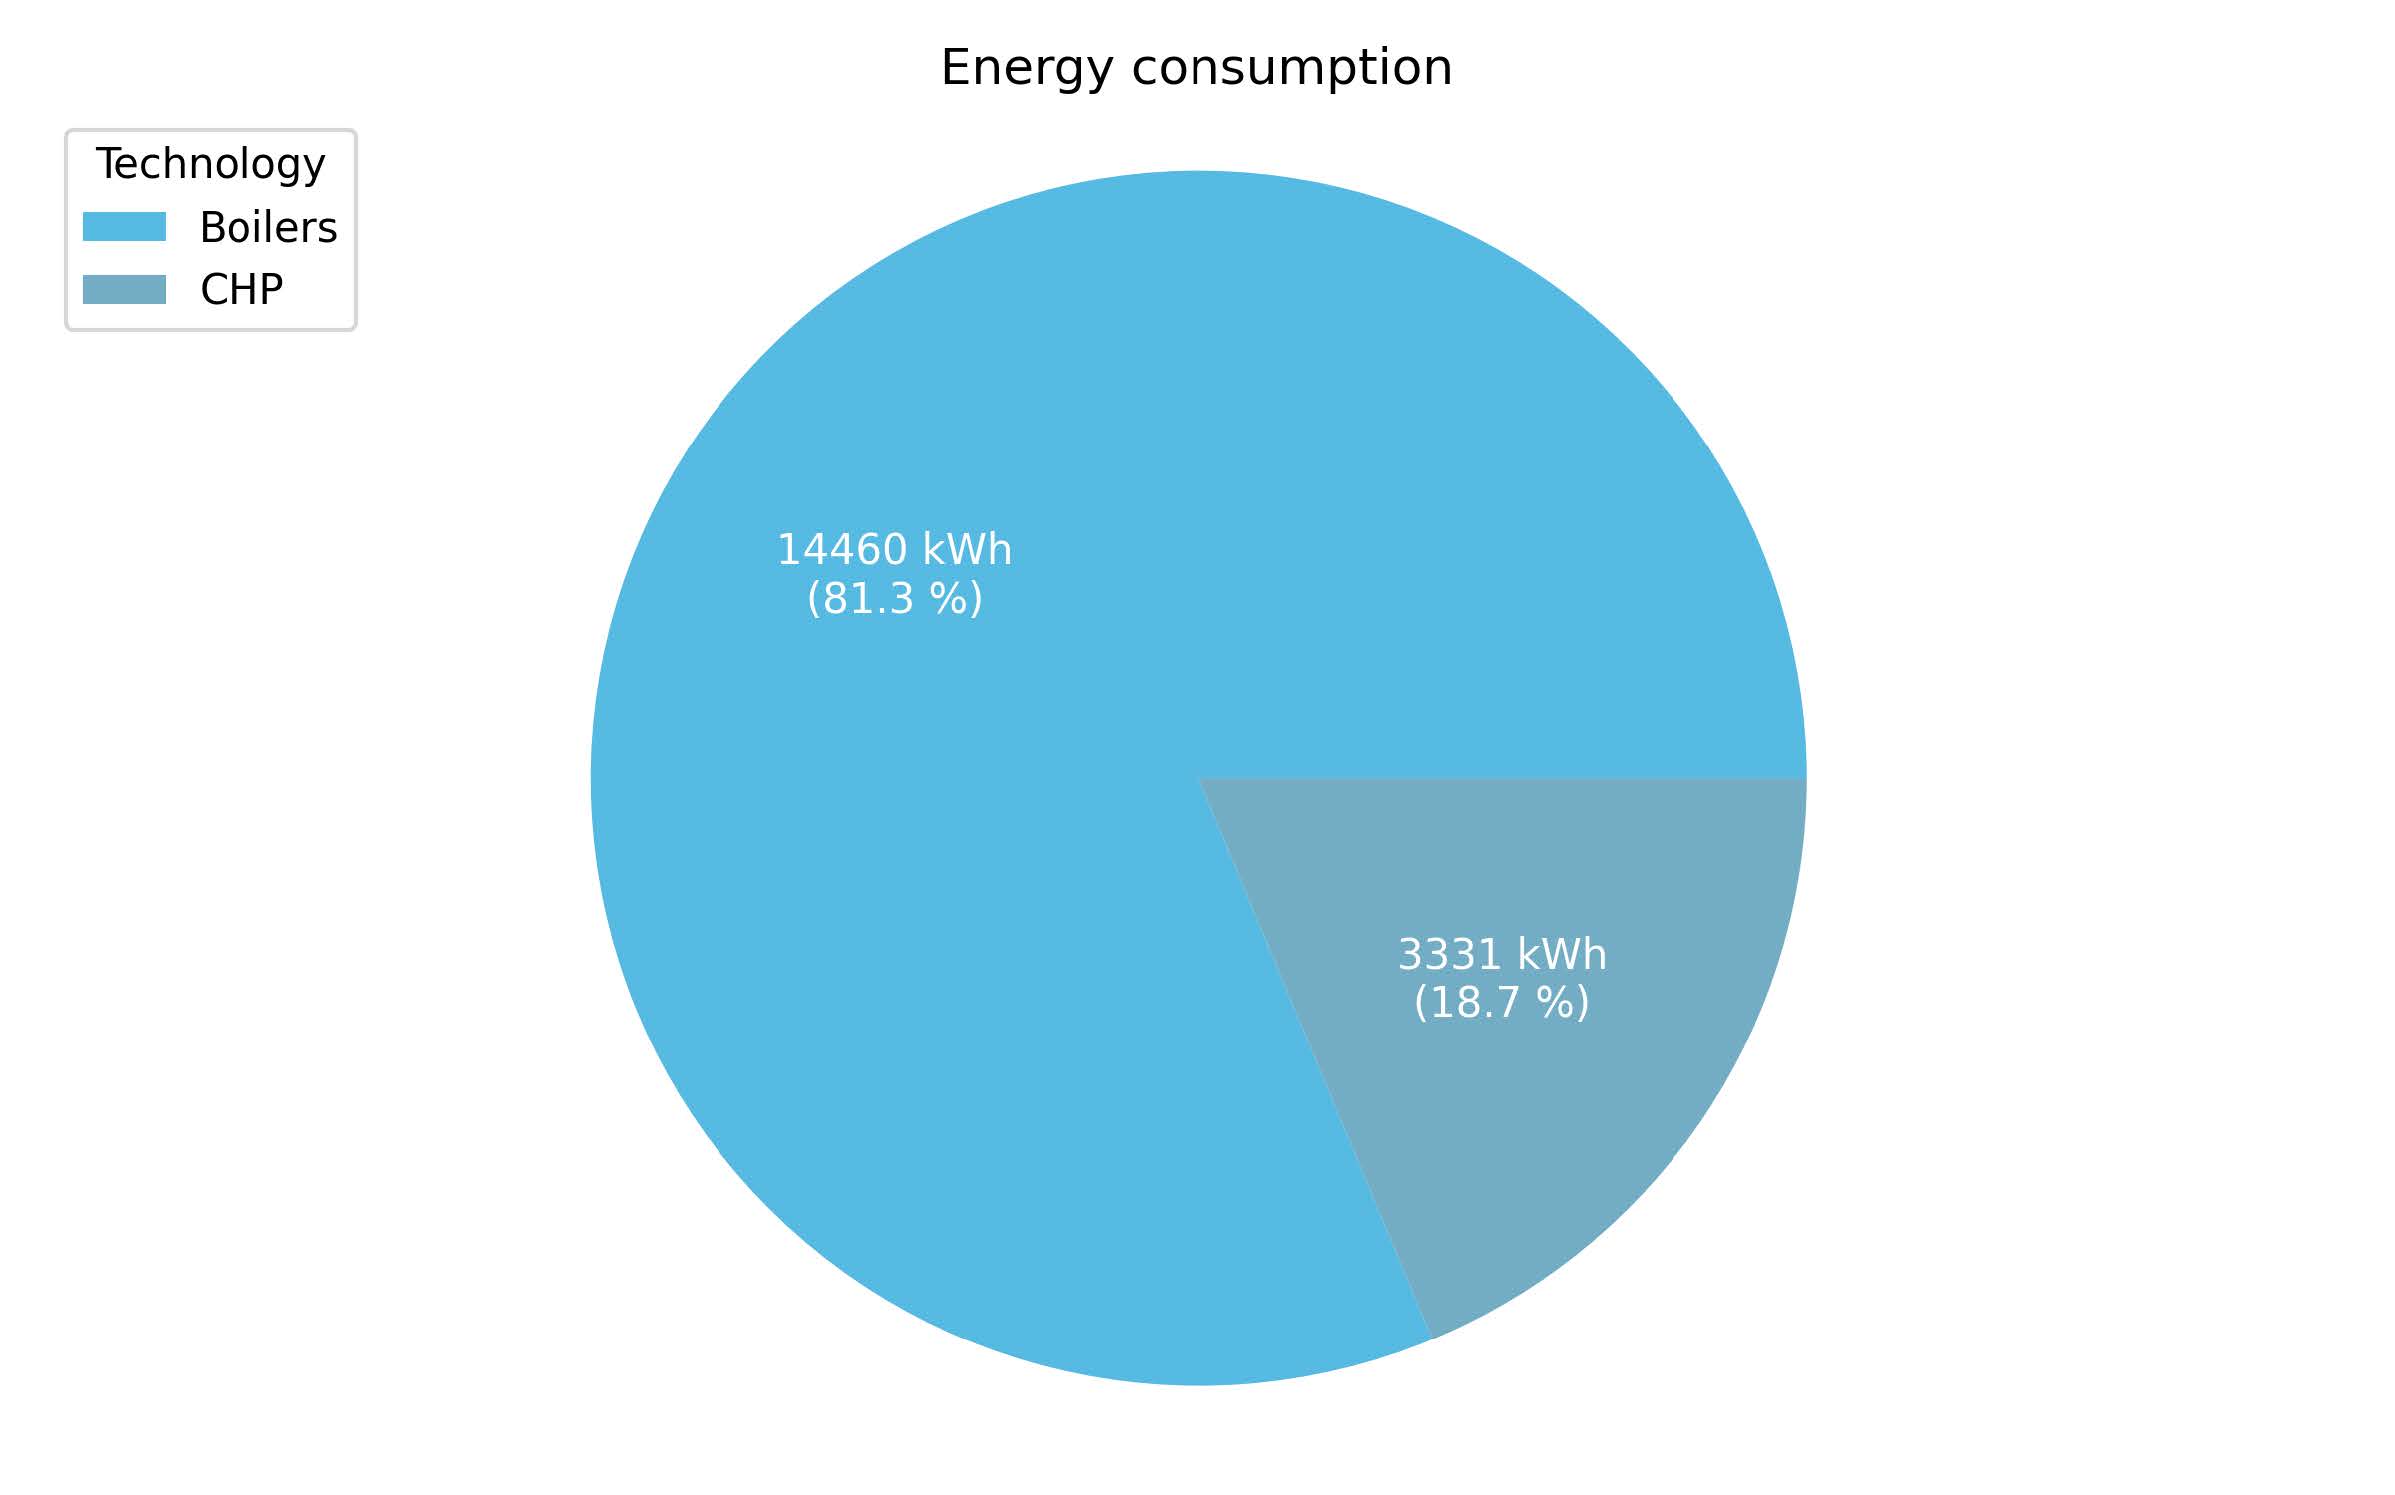 Energy consumption
Technology
Boilers
CHP
14460 kWh
(81.3 %)
3331 kWh
(18.7 %)